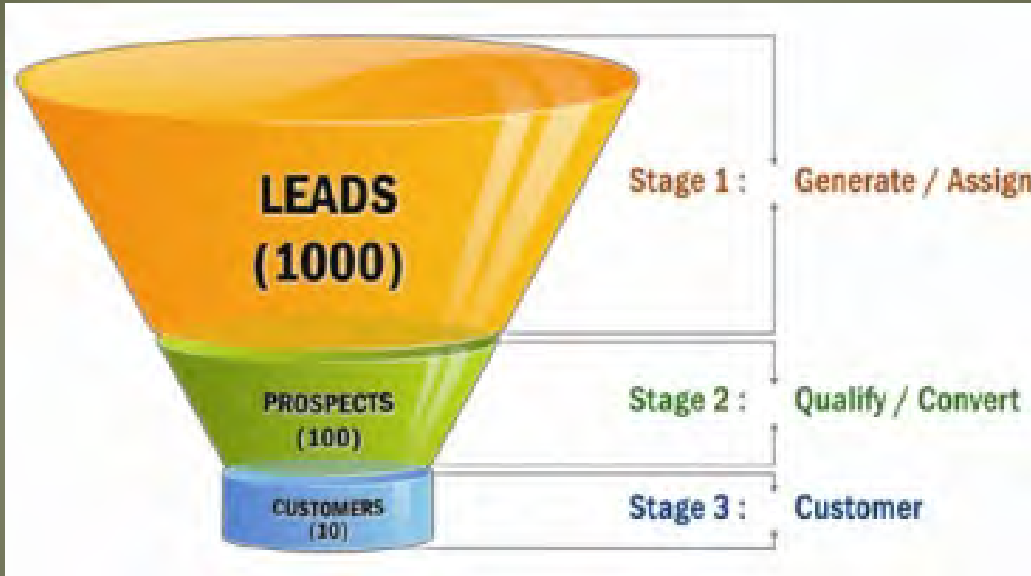 LEADS
(1000)
Stage 1 : Generate / Assign
PROSPECTS
(100)
Stage 2 : Qualify / Convert
CUSTOMERS
(10)
Stage 3 : Customer